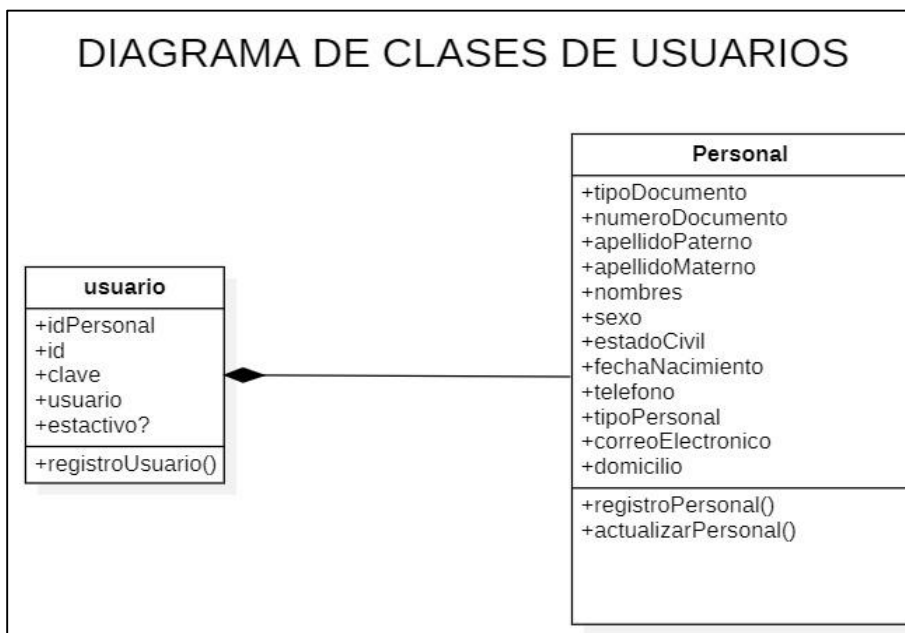 DIAGRAMA DE CLASES DE USUARIOS
usuario
+idPersonal
+id
+clave
+usuario
+estactivo?
+registroUsuario()
Personal
+tipoDocumento
+numeroDocumento
+apellidoPaterno
+apellidoMaterno
+nombres
+sexo
+estadoCivil
+fechaNacimiento
+telefono
+tipoPersonal
+correoElectronico
+domicilio
+registroPersonal()
+actualizarPersonal()